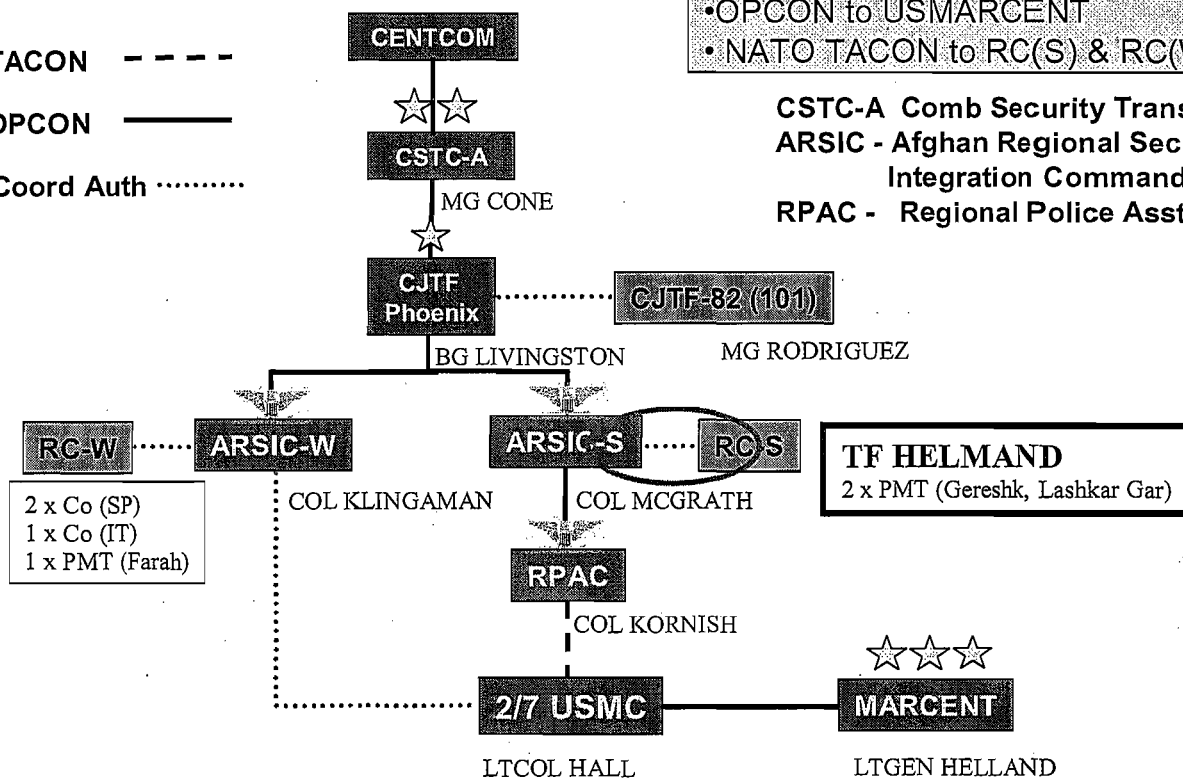 TACON
OPCON
Coord Auth
•OPCON to USMARCENT
• NATO TACON to RC(S) & RC(
CSTC-A Comb Security
ARSIC - Afghan Regional
Integration Command
RPAC - Regional Police
CENTCOM
CSTC-A
MG CONE
CJTF
Phoenix
CJTF-82 (101)
BG LIVINGSTON
MG RODRIGUEZ
RC-W
ARSIC-W
ARSIC-S
RC-S
TF HELMAND
2 x PMT (Gereshk, Lashkar Gar)
2 x Co (SP)
1 x Co (IT)
1 x PMT (Farah)
COL KLINGAMAN
COL MCGRATH
RPAC
COL KORNISH
2/7 USMC
MARCENT
LTCOL HALL
LTGEN HELLAND